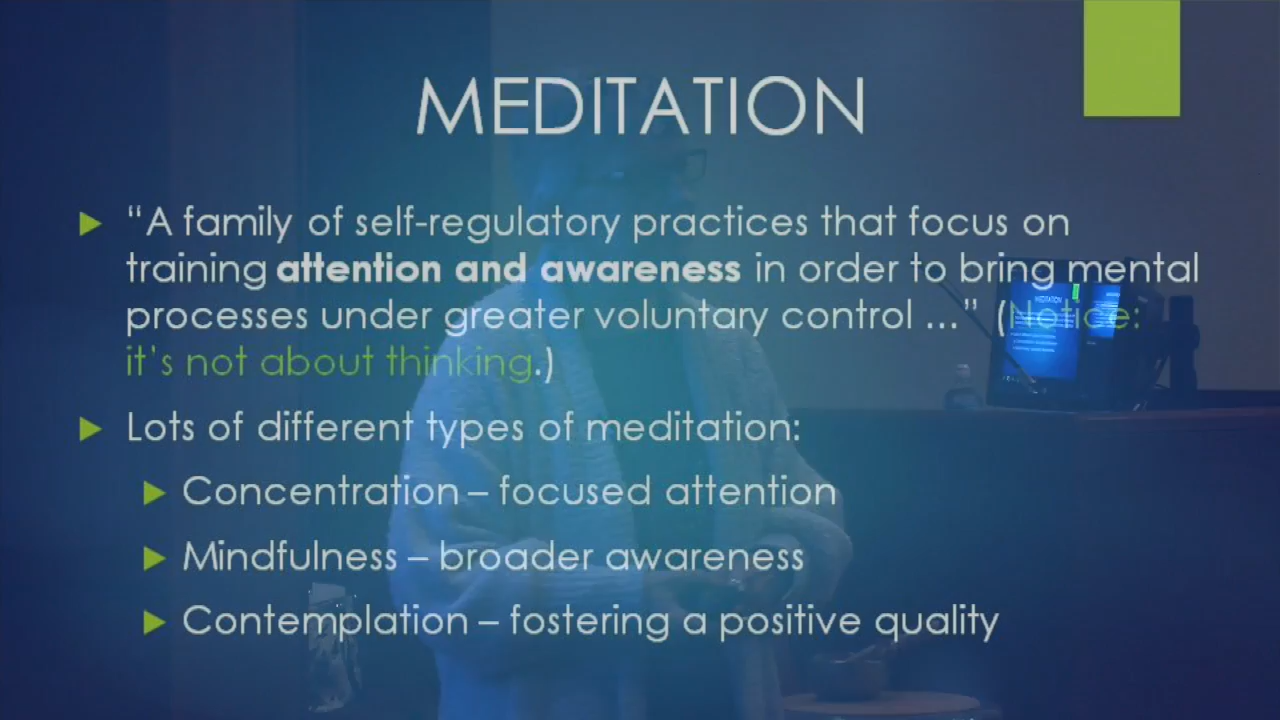 MEDITATION
“A family of self-regulatory practices that focus on
training attention and awareness in order to bring mental
processes under greater voluntary control ...” (Notice:
it's not about thinking.)
Lots of different types of meditation:
Concentration – focused attention
Mindfulness – broader awareness
Contemplation – fostering a positive quality
MEDITATION